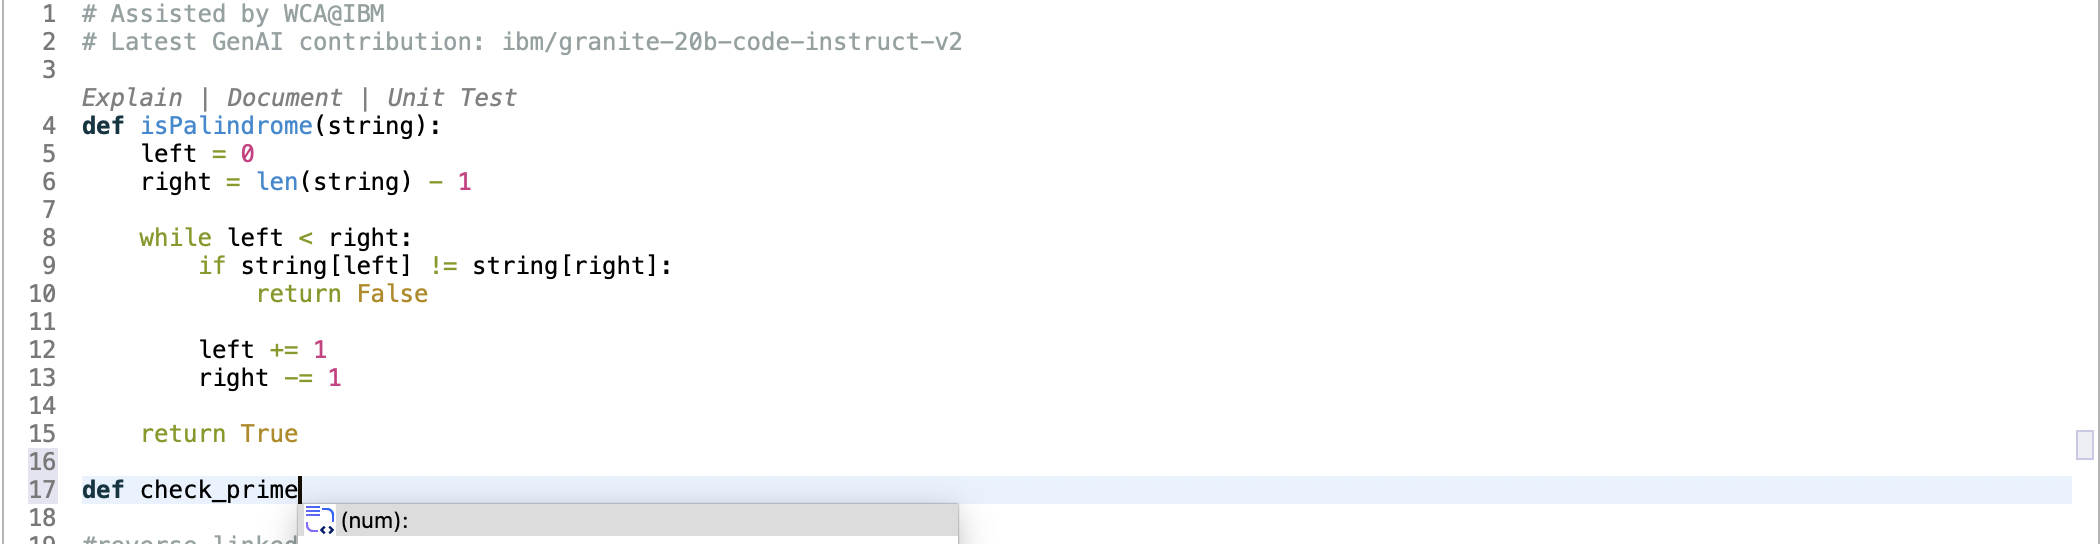 1 # Assisted by WCA@IBM
2 # Latest GenAI contribution: ibm/granite-20b-code-instruct-v2
3
Explain | Document | Unit Test
4 def isPalindrome(string):
5     left = 0
6     right = len(string) - 1
7
8     while left < right:
9         if string[left] != string[right]:
10             return False
11
12         left += 1
13         right -= 1
14
15     return True
16
17 def check_prime
18 (num):
19 #reverse linked